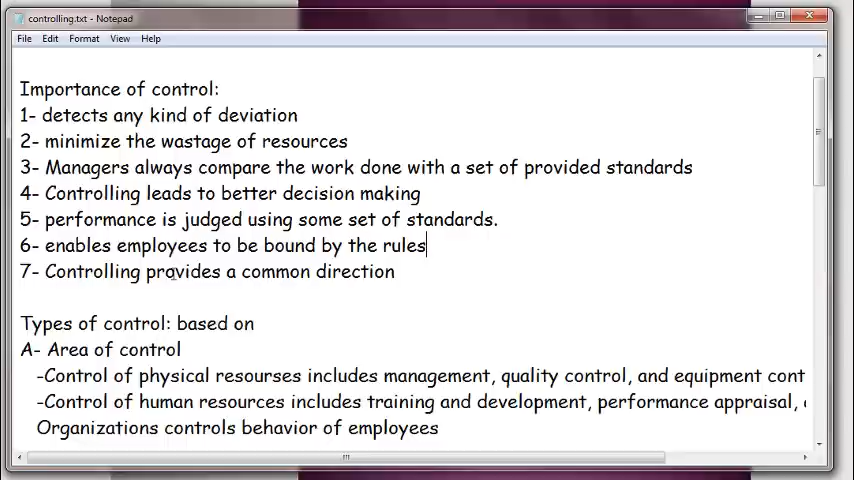 controlling.txt - Notepad
File Edit Format View Help
Importance of control:
1- detects any kind of deviation
2- minimize the wastage of resources
3- Managers always compare the work done with a set of provided standards
4- Controlling leads to better decision making
5- performance is judged using some set of standards.
6- enables employees to be bound by the rules
7- Controlling provides a common direction
Types of control: based on
A- Area of control
-Control of physical resourses includes management, quality control, and equipment cont
-Control of human resources includes training and development, performance appraisal,
Organizations controls behavior of employees